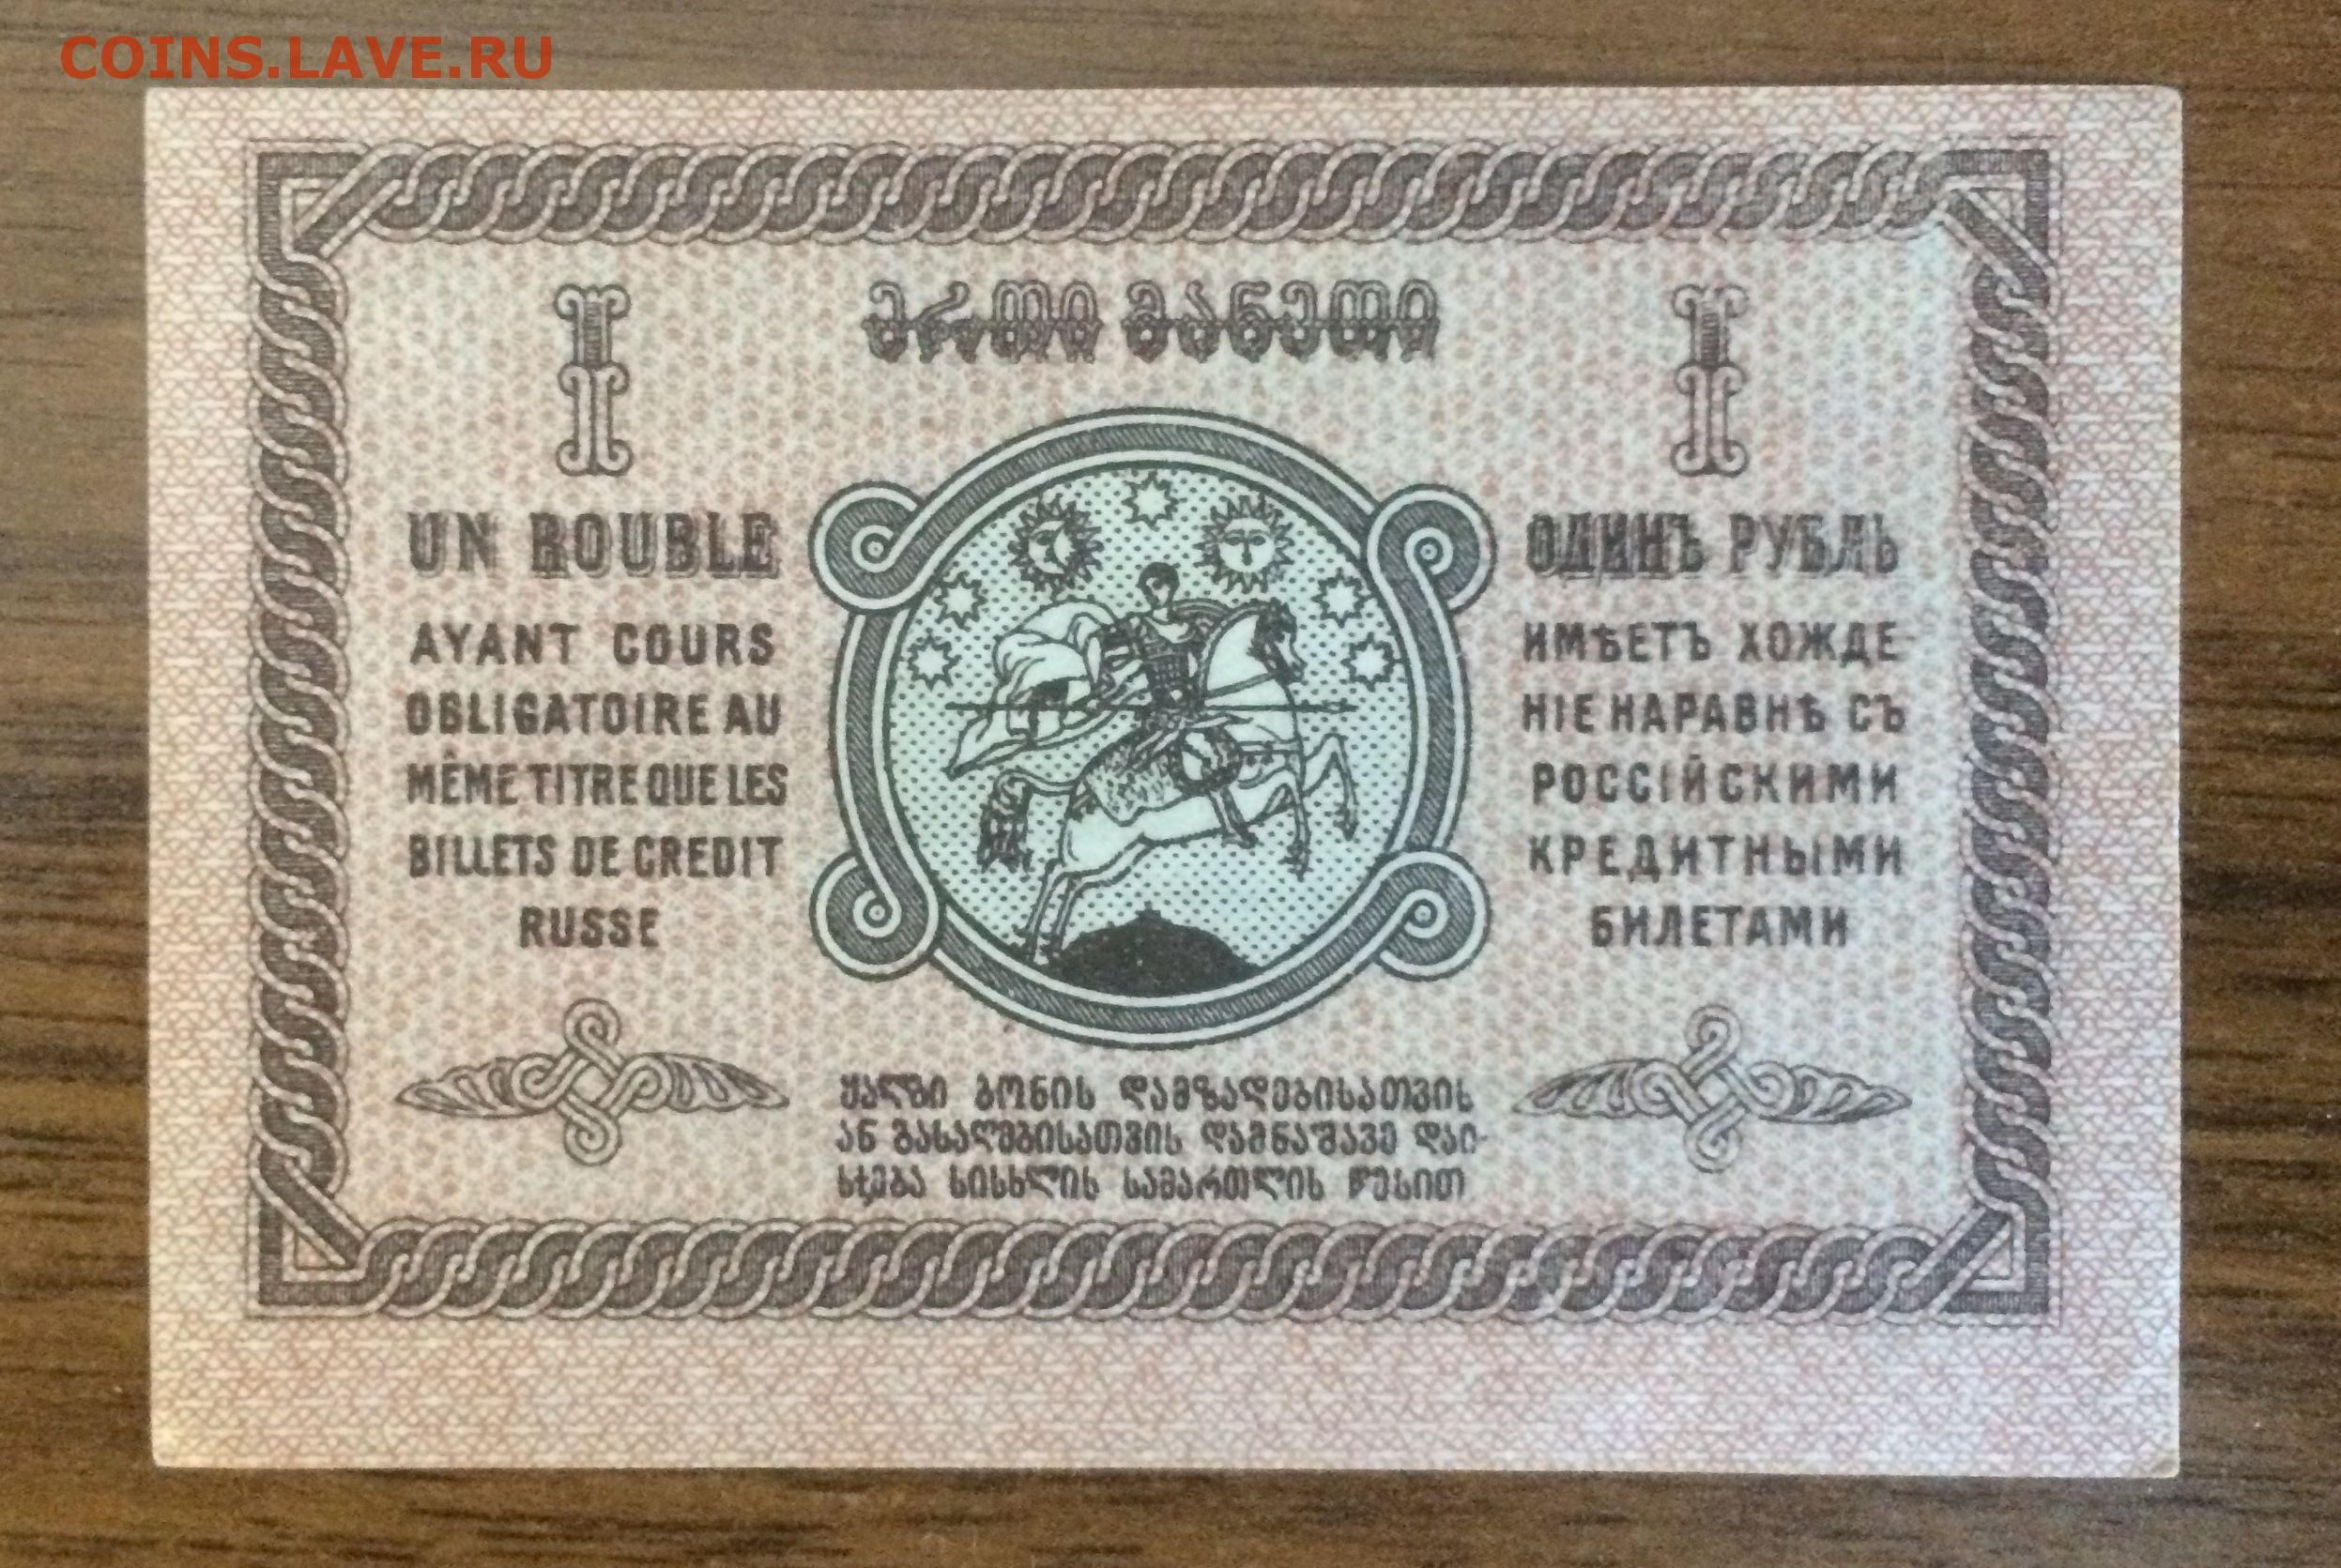 COINS.LAVE.RU
ერთი მანეთი
I
I
UN ROUBLE
AYANT COURS
OBLIGATOIRE AU
MÊME TITRE QUE LES
BILLETS DE CREDIT
RUSSE
ОДИНЪ РУБЛЬ
ИМѢЕТЪ ХОЖДЕ-
НІЕ НАРАВНѢ СЪ
РОССІЙСКИМИ
КРЕДИТНЫМИ
БИЛЕТАМИ
ყალბი ბონის დამზადებისათვის
ან გასაღებისათვის დამნაშავე დაი-
სჯება სისხლის სამართლის წესით